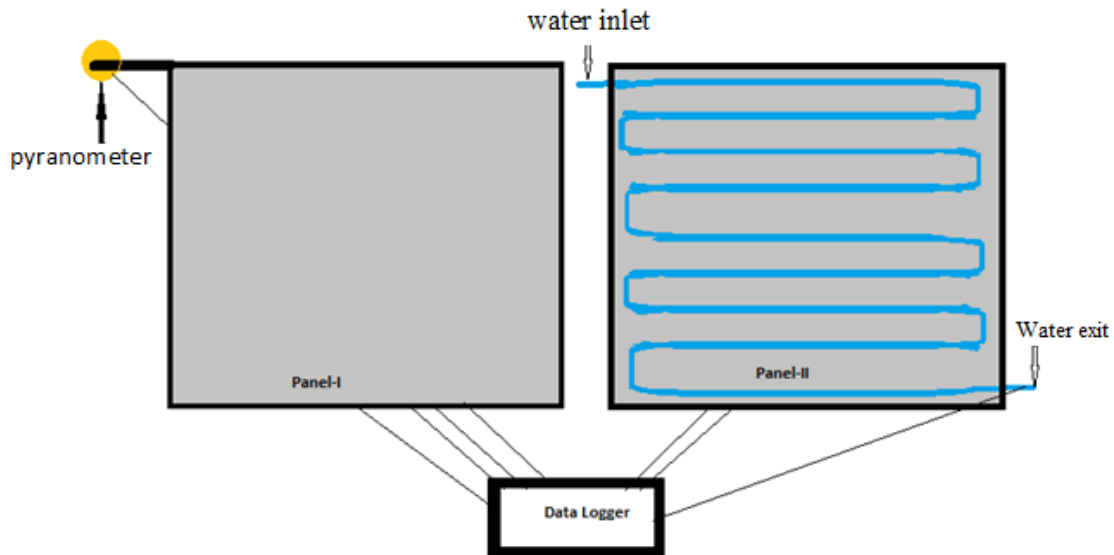 water inlet
pyranometer
Water exit
Panel-I
Panel-II
Data Logger